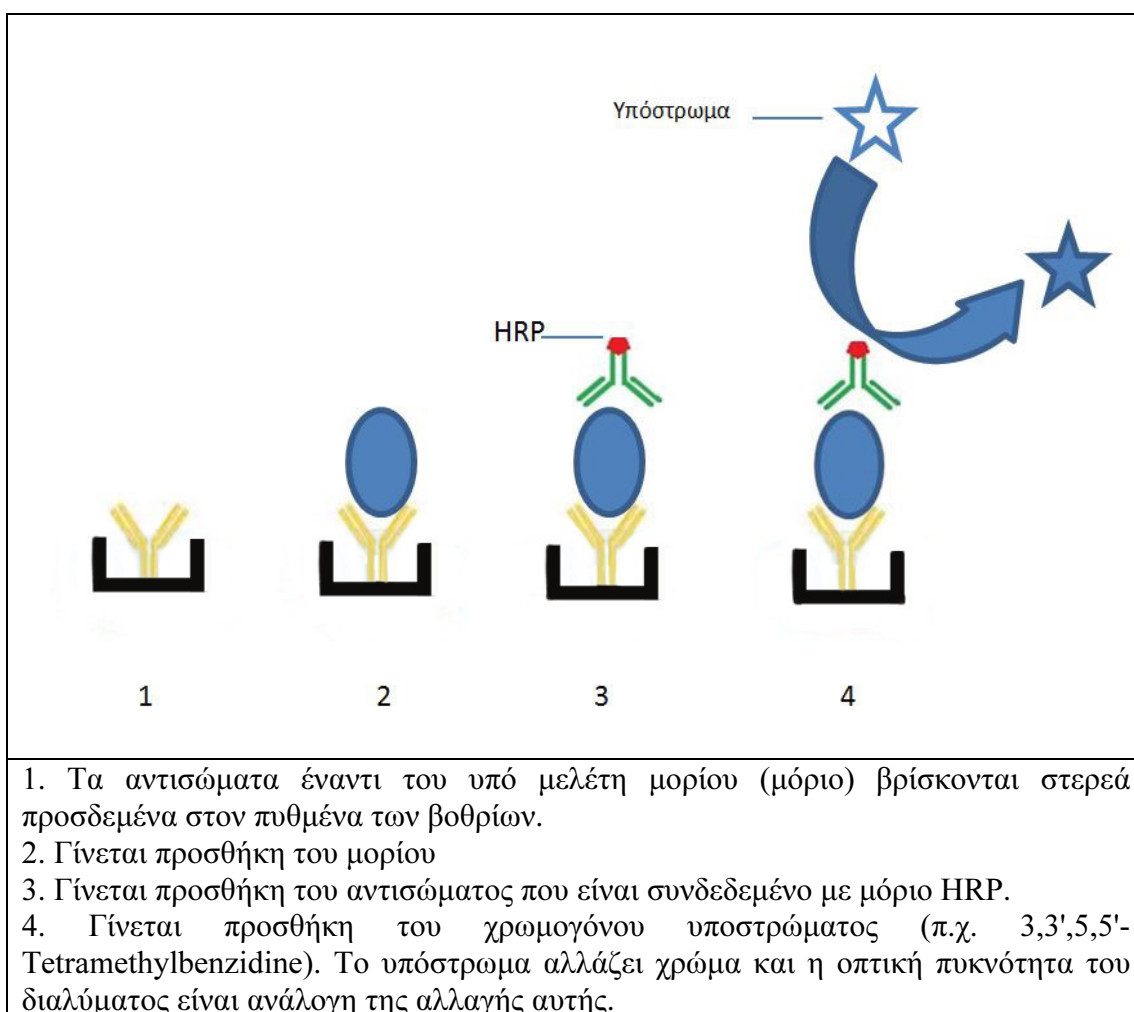 Υπόστρωμα
HRP
1 2 3 4
1. Τα αντισώματα έναντι του υπό μελέτη μορίου (μόριο) βρίσκονται στερεά
προσδεμένα στον πυθμένα των βοθρίων.
2. Γίνεται προσθήκη του μορίου
3. Γίνεται προσθήκη του αντισώματος που είναι συνδεδεμένο με μόριο HRP.
4. Γίνεται προσθήκη του χρωμογόνου υποστρώματος (π.χ. 3,3',5,5'-
Tetramethylbenzidine). Το υπόστρωμα αλλάζει χρώμα και η οπτική πυκνότητα του
διαλύματος είναι ανάλογη της αλλαγής αυτής.